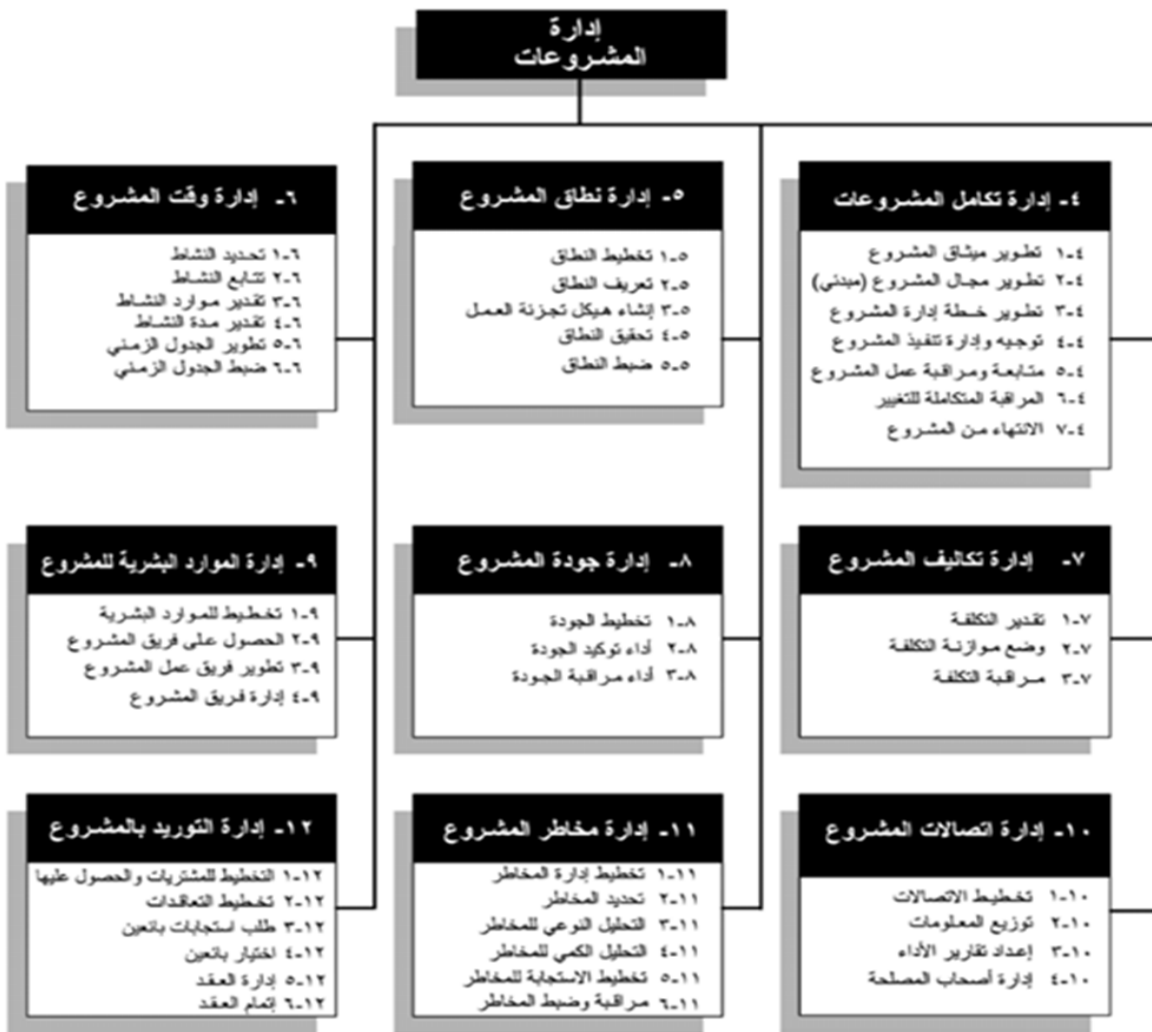 إدارة
المشروعات
٤- إدارة تكامل المشروعات
٤-١ تطوير ميثاق المشروع
٤-٢ تطوير مجال المشروع (مبدئي)
٤-٣ تطوير خطة إدارة المشروع
٤-٤ توجيه وإدارة تنفيذ المشروع
٤-٥ متابعة ومراقبة عمل المشروع
٤-٦ المراقبة المتكاملة للتغيير
٤-٧ الانتهاء من المشروع
٥- إدارة نطاق المشروع
٥-١ تخطيط النطاق
٥-٢ تعريف النطاق
٥-٣ إنشاء هيكل تجزئة العمل
٥-٤ تحقيق النطاق
٥-٥ ضبط النطاق
٦- إدارة وقت المشروع
٦-١ تحديد النشاط
٦-٢ تتابع النشاط
٦-٣ تقدير موارد النشاط
٦-٤ تقدير مدة النشاط
٦-٥ تطوير الجدول الزمني
٦-٦ ضبط الجدول الزمني
٧- إدارة تكاليف المشروع
٧-١ تقدير التكلفة
٧-٢ وضع موازنة التكلفة
٧-٣ مراقبة التكلفة
٨- إدارة جودة المشروع
٨-١ تخطيط الجودة
٨-٢ أداء توكيد الجودة
٨-٣ أداء مراقبة الجودة
٩- إدارة الموارد البشرية للمشروع
٩-١ تخطيط للموارد البشرية
٩-٢ الحصول على فريق المشروع
٩-٣ تطوير فريق عمل المشروع
٩-٤ إدارة فريق المشروع
١٠- إدارة اتصالات المشروع
١٠-١ تخطيط الاتصالات
١٠-٢ توزيع المعلومات
١٠-٣ إعداد تقارير الأداء
١٠-٤ إدارة أصحاب المصلحة
١١- إدارة مخاطر المشروع
١١-١ تخطيط إدارة المخاطر
١١-٢ تحديد المخاطر
١١-٣ التحليل النوعي للمخاطر
١١-٤ التحليل الكمي للمخاطر
١١-٥ تخطيط الاستجابة للمخاطر
١١-٦ مراقبة وضبط المخاطر
١٢- إدارة التوريد بالمشروع
١٢-١ التخطيط للمشتريات والحصول عليها
١٢-٢ تخطيط التعاقدات
١٢-٣ طلب استجابات بائعين
١٢-٤ اختيار بائعين
١٢-٥ إدارة العقد
١٢-٦ إتمام العقد